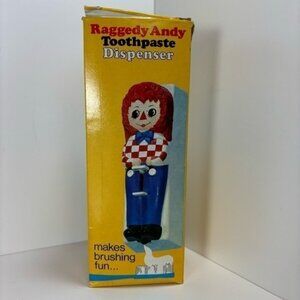 Raggedy Andy
Toothpaste
Dispenser
makes
brushing
fun...